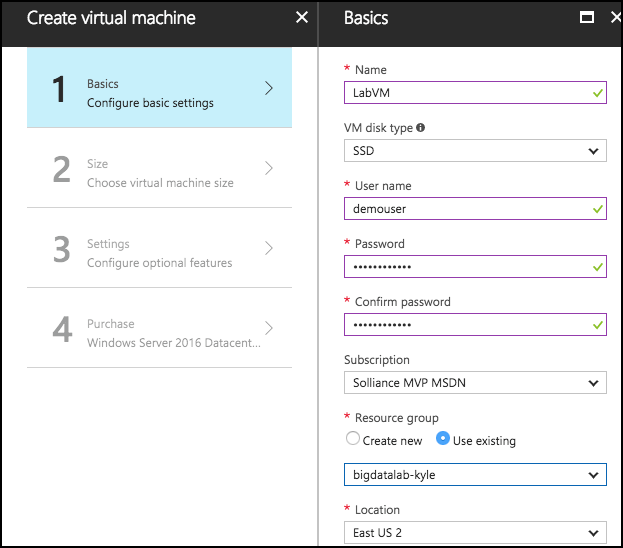 Create virtual machine
1
Basics
Configure basic settings
2
Size
Choose virtual machine size
3
Settings
Configure optional features
4
Purchase
Windows Server 2016 Datacent...
Basics
* Name
LabVM
VM disk type
SSD
* User name
demouser
* Password
••••••••••••
* Confirm password
••••••••••••
Subscription
Solliance MVP MSDN
* Resource group
Create new Use existing
bigdatalab-kyle
* Location
East US 2